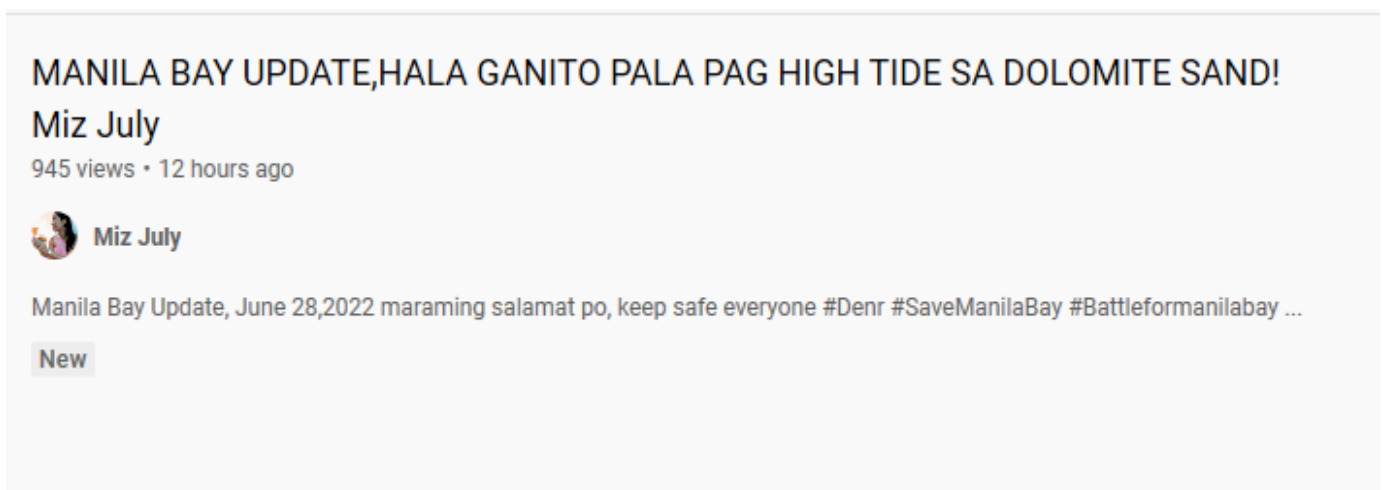 MANILA BAY UPDATE,HALA GANITO PALA PAG HIGH TIDE SA DOLOMITE SAND!
Miz July
945 views • 12 hours ago
Miz July
Manila Bay Update, June 28,2022 maraming salamat po, keep safe everyone #Denr #SaveManilaBay #Battleformanilabay ...
New